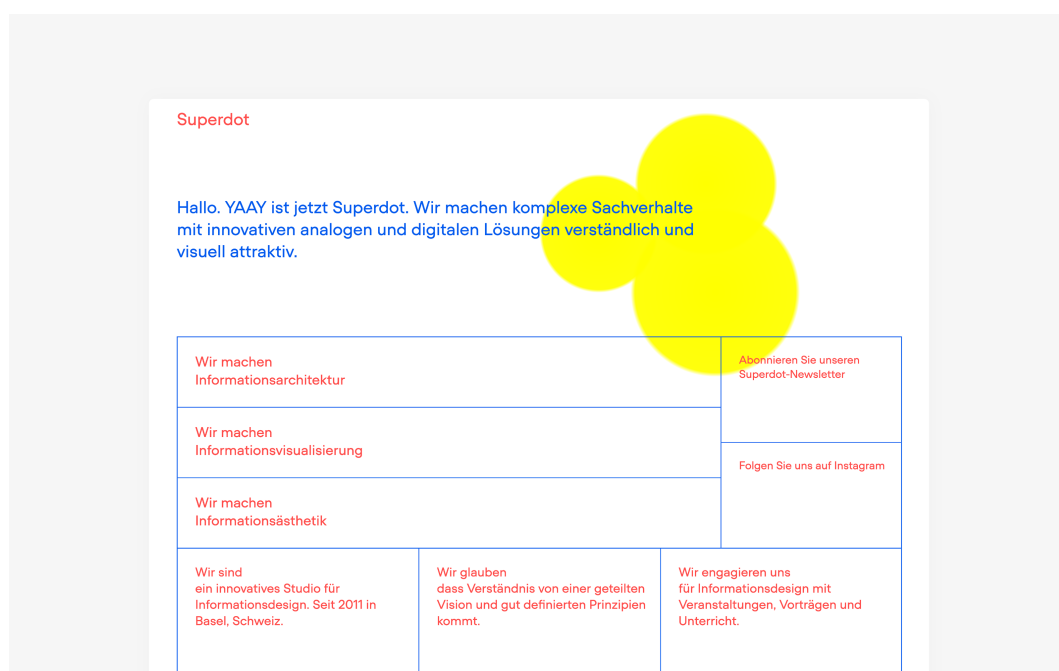 Superdot
Hallo. YAAY ist jetzt Superdot. Wir machen komplexe Sachverhalte
mit innovativen analogen und digitalen Lösungen verständlich und
visuell attraktiv.
Wir machen
Informationsarchitektur
Abonnieren Sie unseren
Superdot-Newsletter
Wir machen
Informationsvisualisierung
Folgen Sie uns auf Instagram
Wir machen
Informationsästhetik
Wir sind
ein innovatives Studio für
Informationsdesign. Seit 2011 in
Basel, Schweiz.
Wir glauben
dass Verständnis von einer geteilten
Vision und gut definierten Prinzipien
kommt.
Wir engagieren uns
für Informationsdesign mit
Veranstaltungen, Vorträgen und
Unterricht.